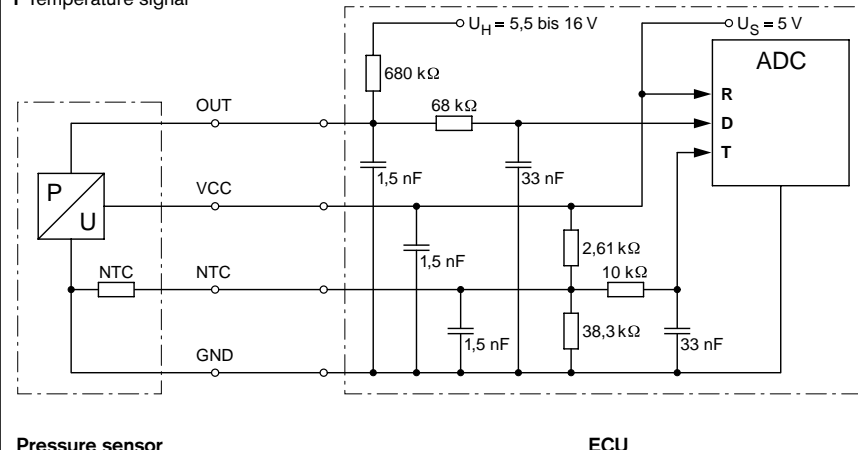 T Temperature signal
U_H = 5,5 bis 16 V
U_S = 5 V
ADC
680 kΩ
R
OUT
68 kΩ
D
T
1,5 nF
33 nF
P
U
VCC
2,61 kΩ
1,5 nF
NTC
NTC
10 kΩ
38,3 kΩ
1,5 nF
33 nF
GND
Pressure sensor
ECU